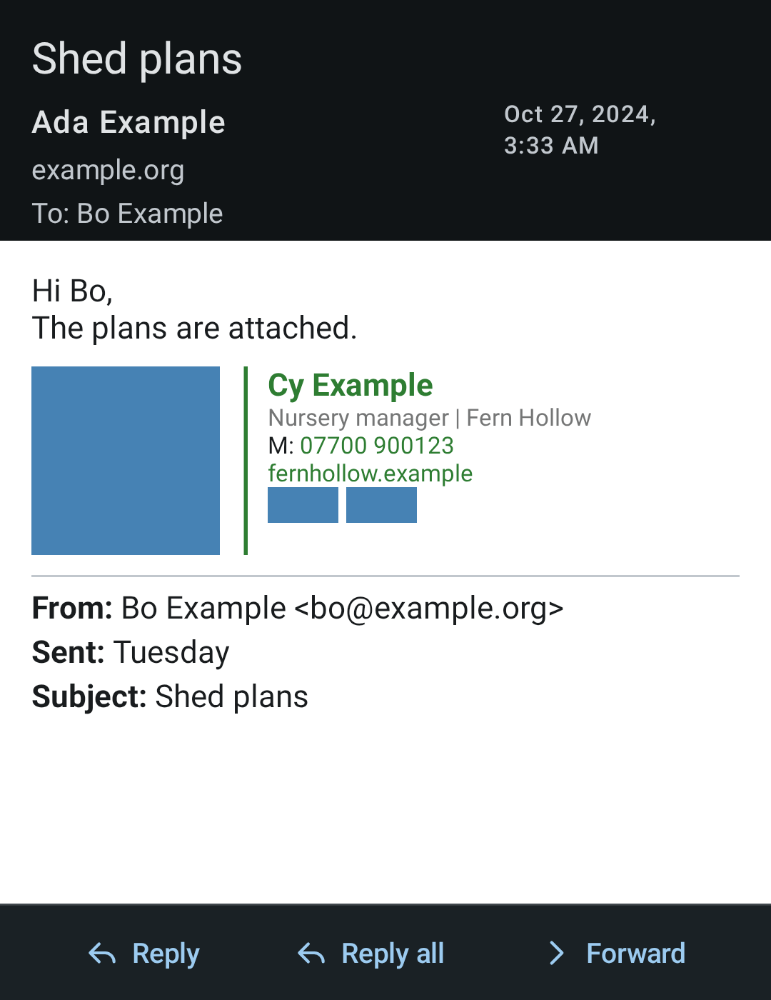 Shed plans
Ada Example
Oct 27, 2024,
3:33 AM
example.org
To: Bo Example
Hi Bo,
The plans are attached.
Cy Example
Nursery manager | Fern Hollow
M: 07700 900123
fernhollow.example
From: Bo Example <bo@example.org>
Sent: Tuesday
Subject: Shed plans
Reply
Reply all
Forward